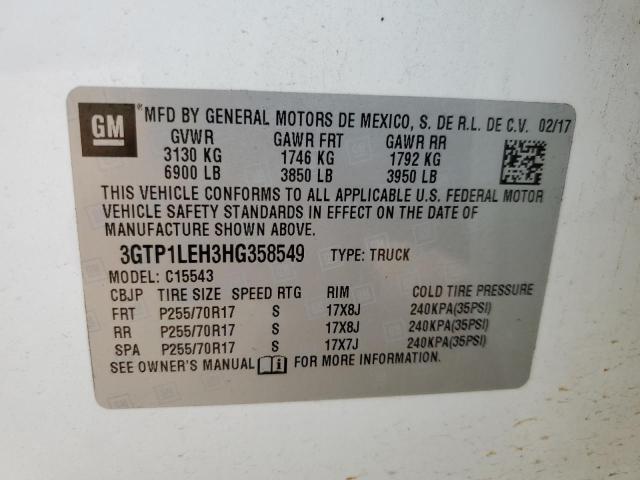 GM ® MFD BY GENERAL MOTORS DE MEXICO, S. DE R.L. DE C.V. 02/17
GVWR GAWR FRT GAWR RR
3130 KG 1746 KG 1792 KG
6900 LB 3850 LB 3950 LB
THIS VEHICLE CONFORMS TO ALL APPLICABLE U.S. FEDERAL MOTOR
VEHICLE SAFETY STANDARDS IN EFFECT ON THE DATE OF
MANUFACTURE SHOWN ABOVE.
3GTP1LEH3HG358549 TYPE: TRUCK
MODEL: C15543
CBJP TIRE SIZE SPEED RTG RIM COLD TIRE PRESSURE
FRT P255/70R17 S 17X8J 240KPA(35PSI)
RR P255/70R17 S 17X8J 240KPA(35PSI)
SPA P255/70R17 S 17X7J 240KPA(35PSI)
SEE OWNER'S MANUAL i FOR MORE INFORMATION.